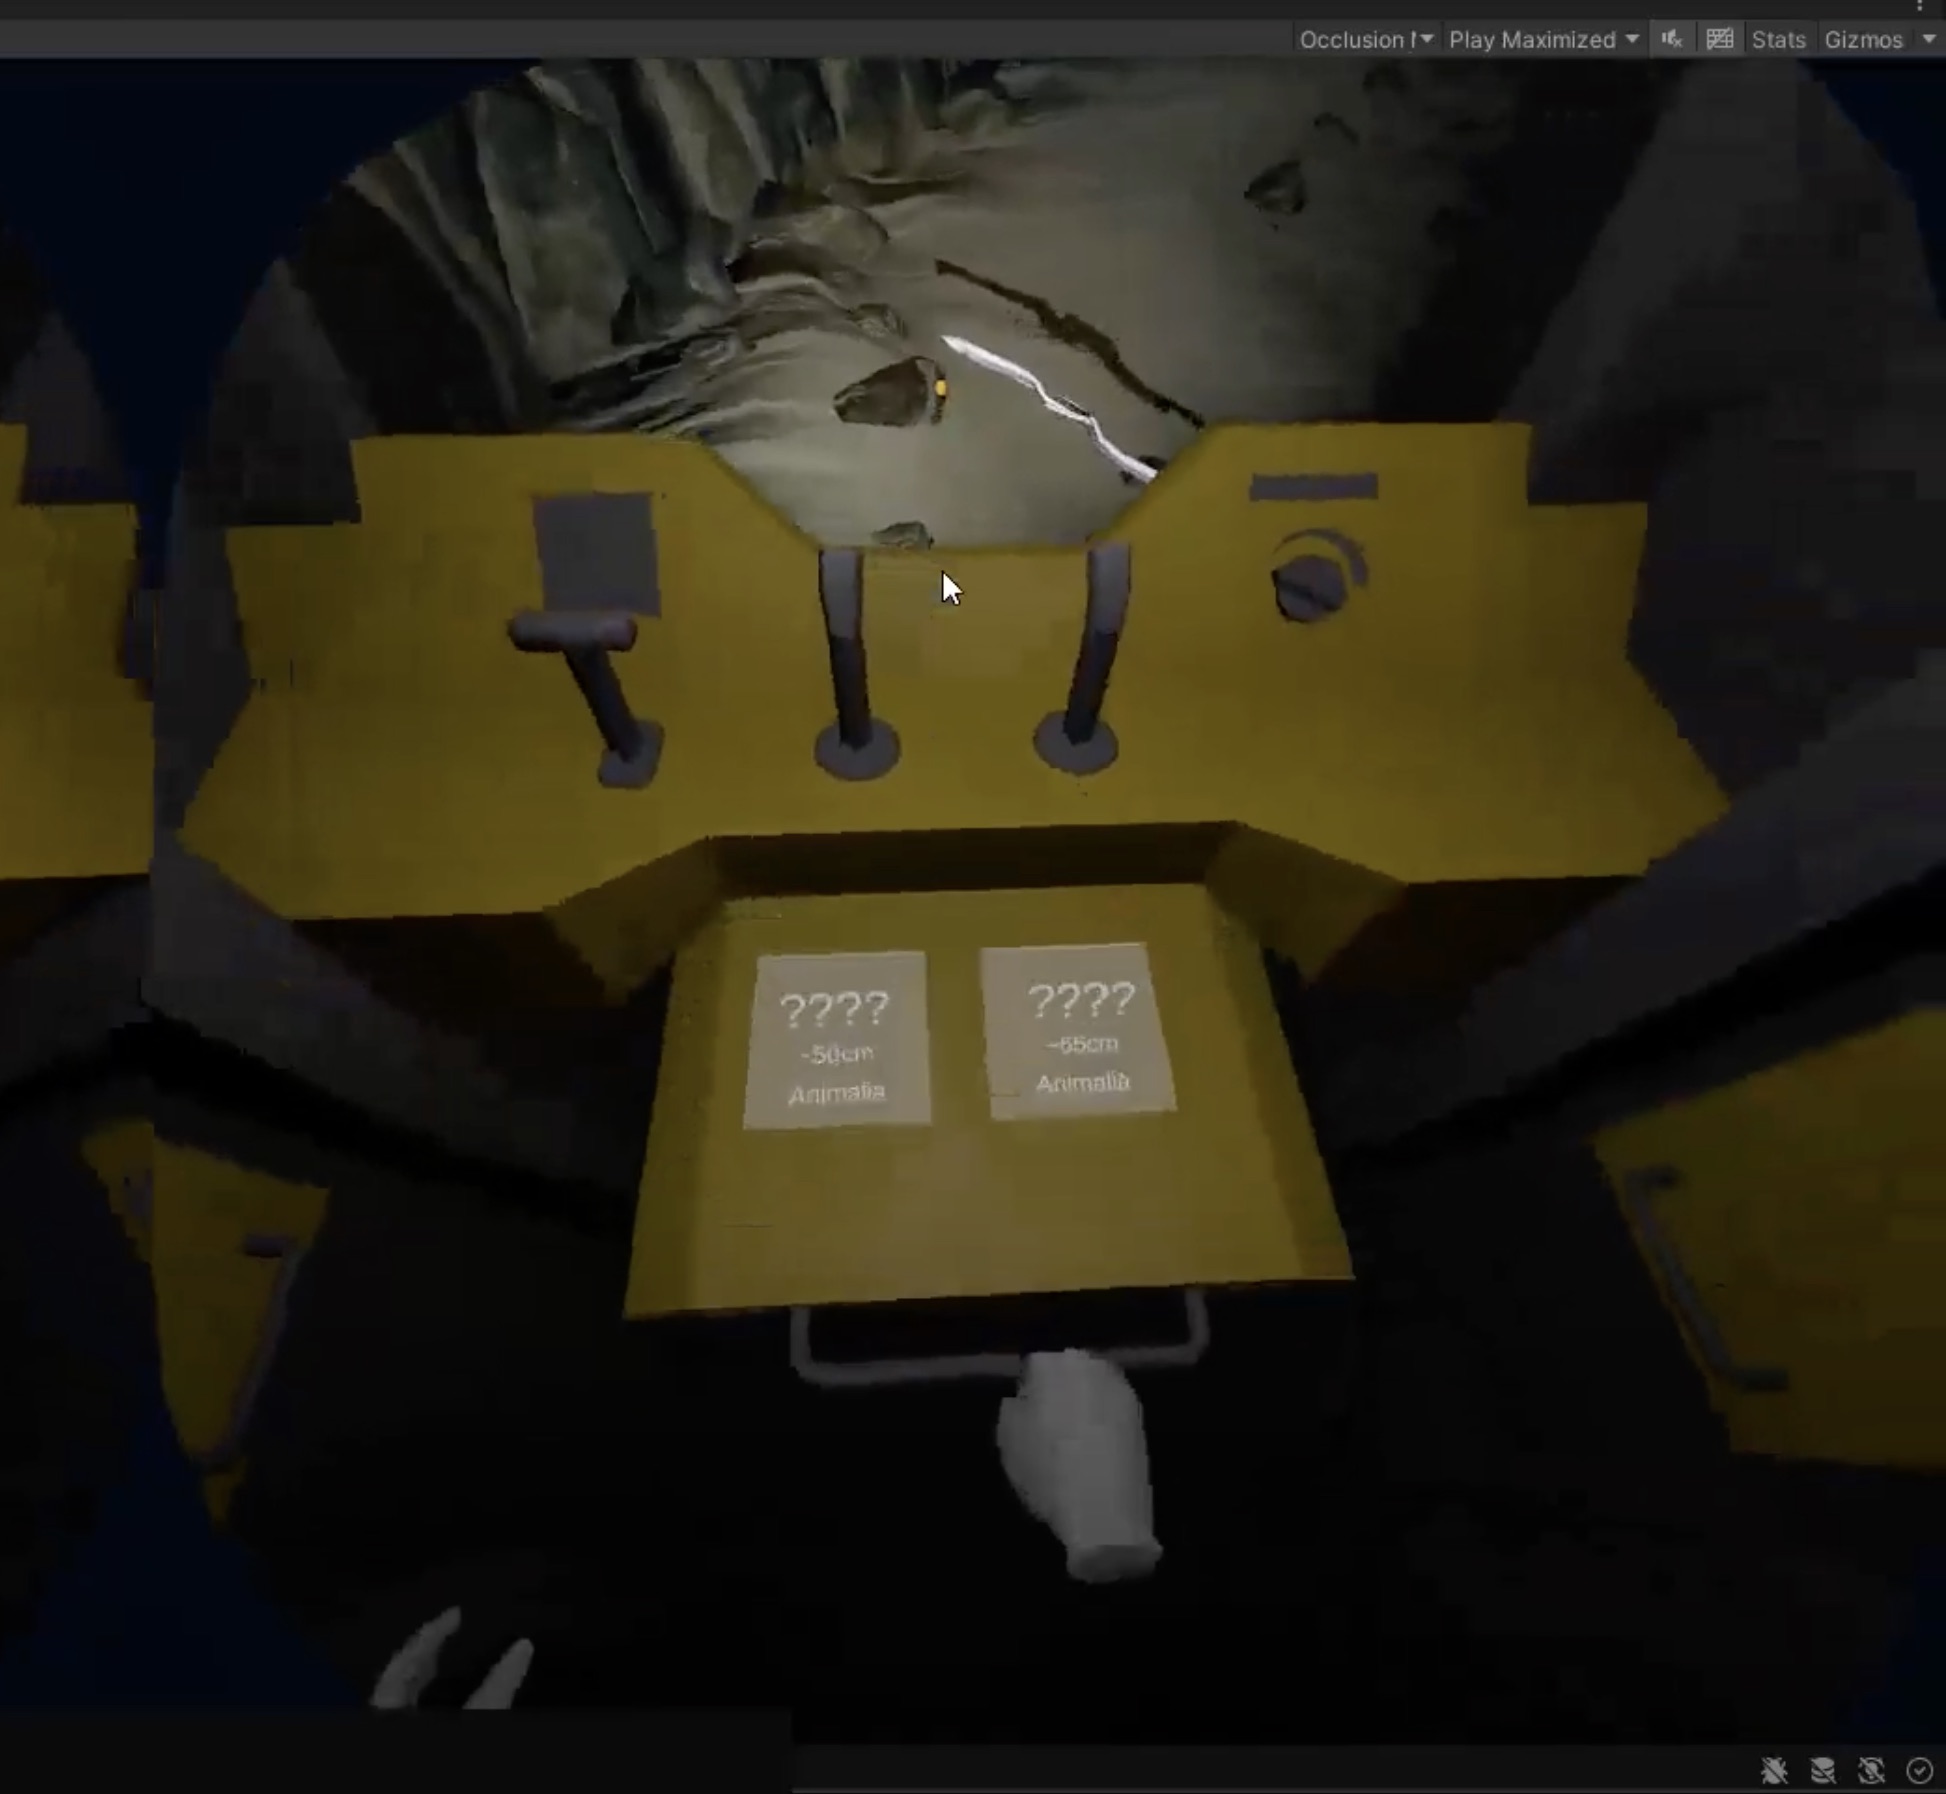 Occlusion
Play Maximized
Stats
Gizmos
????
~50cm
Animalia
????
~65cm
Animalia